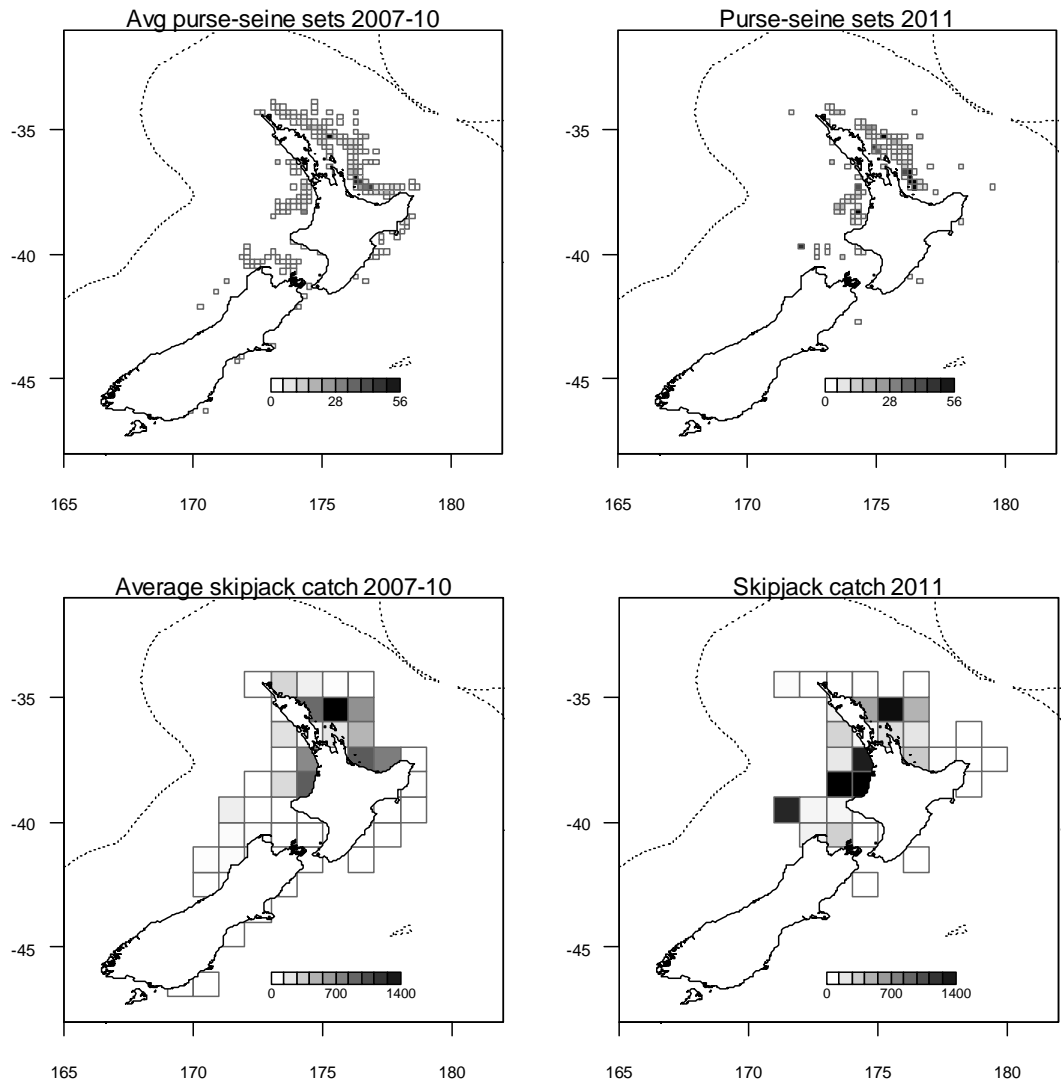 Avg purse-seine sets 2007-10
Purse-seine sets 2011
-35
-40
-45
0 28 56
165 170 175 180
-35
-40
-45
0 28 56
165 170 175 180
Average skipjack catch 2007-10
Skipjack catch 2011
-35
-40
-45
0 700 1400
165 170 175 180
-35
-40
-45
0 700 1400
165 170 175 180